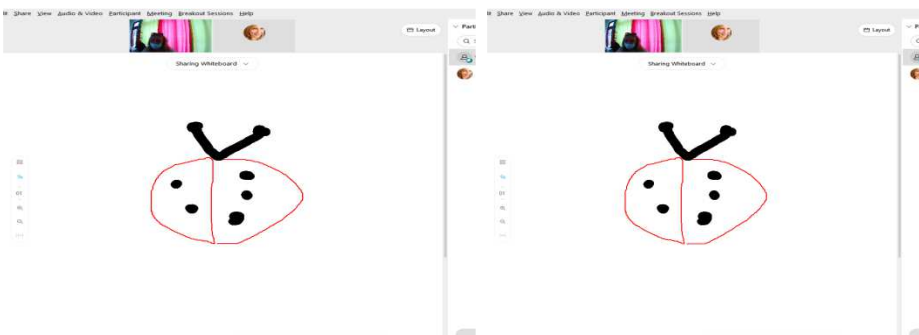 Share View Audio & Video Participant Meeting Breakout Sessions Help
Layout
Parti
Sharing Whiteboard
Share View Audio & Video Participant Meeting Breakout Sessions Help
Layout
P
Sharing Whiteboard